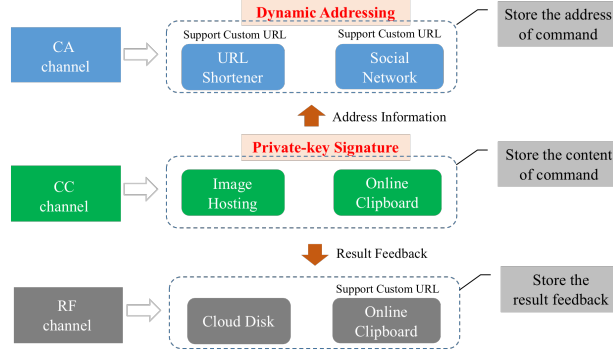 Dynamic Addressing
Store the address
of command
CA
channel
Support Custom URL
URL
Shortener
Support Custom URL
Social
Network
Address Information
Private-key Signature
Store the content
of command
CC
channel
Image
Hosting
Online
Clipboard
Result Feedback
Store the
result feedback
RF
channel
Cloud Disk
Support Custom URL
Online
Clipboard